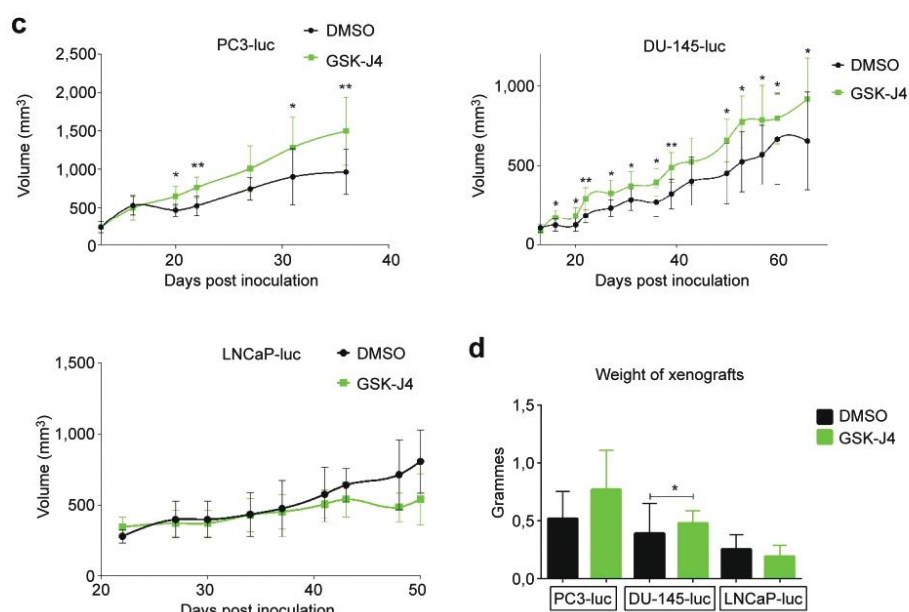 c
PC3-luc
DMSO
GSK-J4
2,500
2,000
1,500
1,000
500
0
Volume (mm³)
* ** * **
20 30 40
Days post inoculation
DU-145-luc
DMSO
GSK-J4
1,000
500
0
Volume (mm³)
* * ** * * * ** * * * * *
20 40 60
Days post inoculation
LNCaP-luc
DMSO
GSK-J4
1,500
1,000
500
0
Volume (mm³)
20 30 40 50
Days post inoculation
d
Weight of xenografts
DMSO
GSK-J4
1,5
1,0
0,5
0,0
Grammes
*
PC3-luc DU-145-luc LNCaP-luc